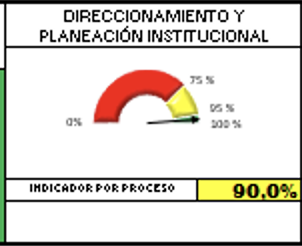 DIRECCIONAMIENTO Y
PLANEACIÓN INSTITUCIONAL
75 %
0%
95 %
100 %
INDICADOR POR PROCESO
90,0%